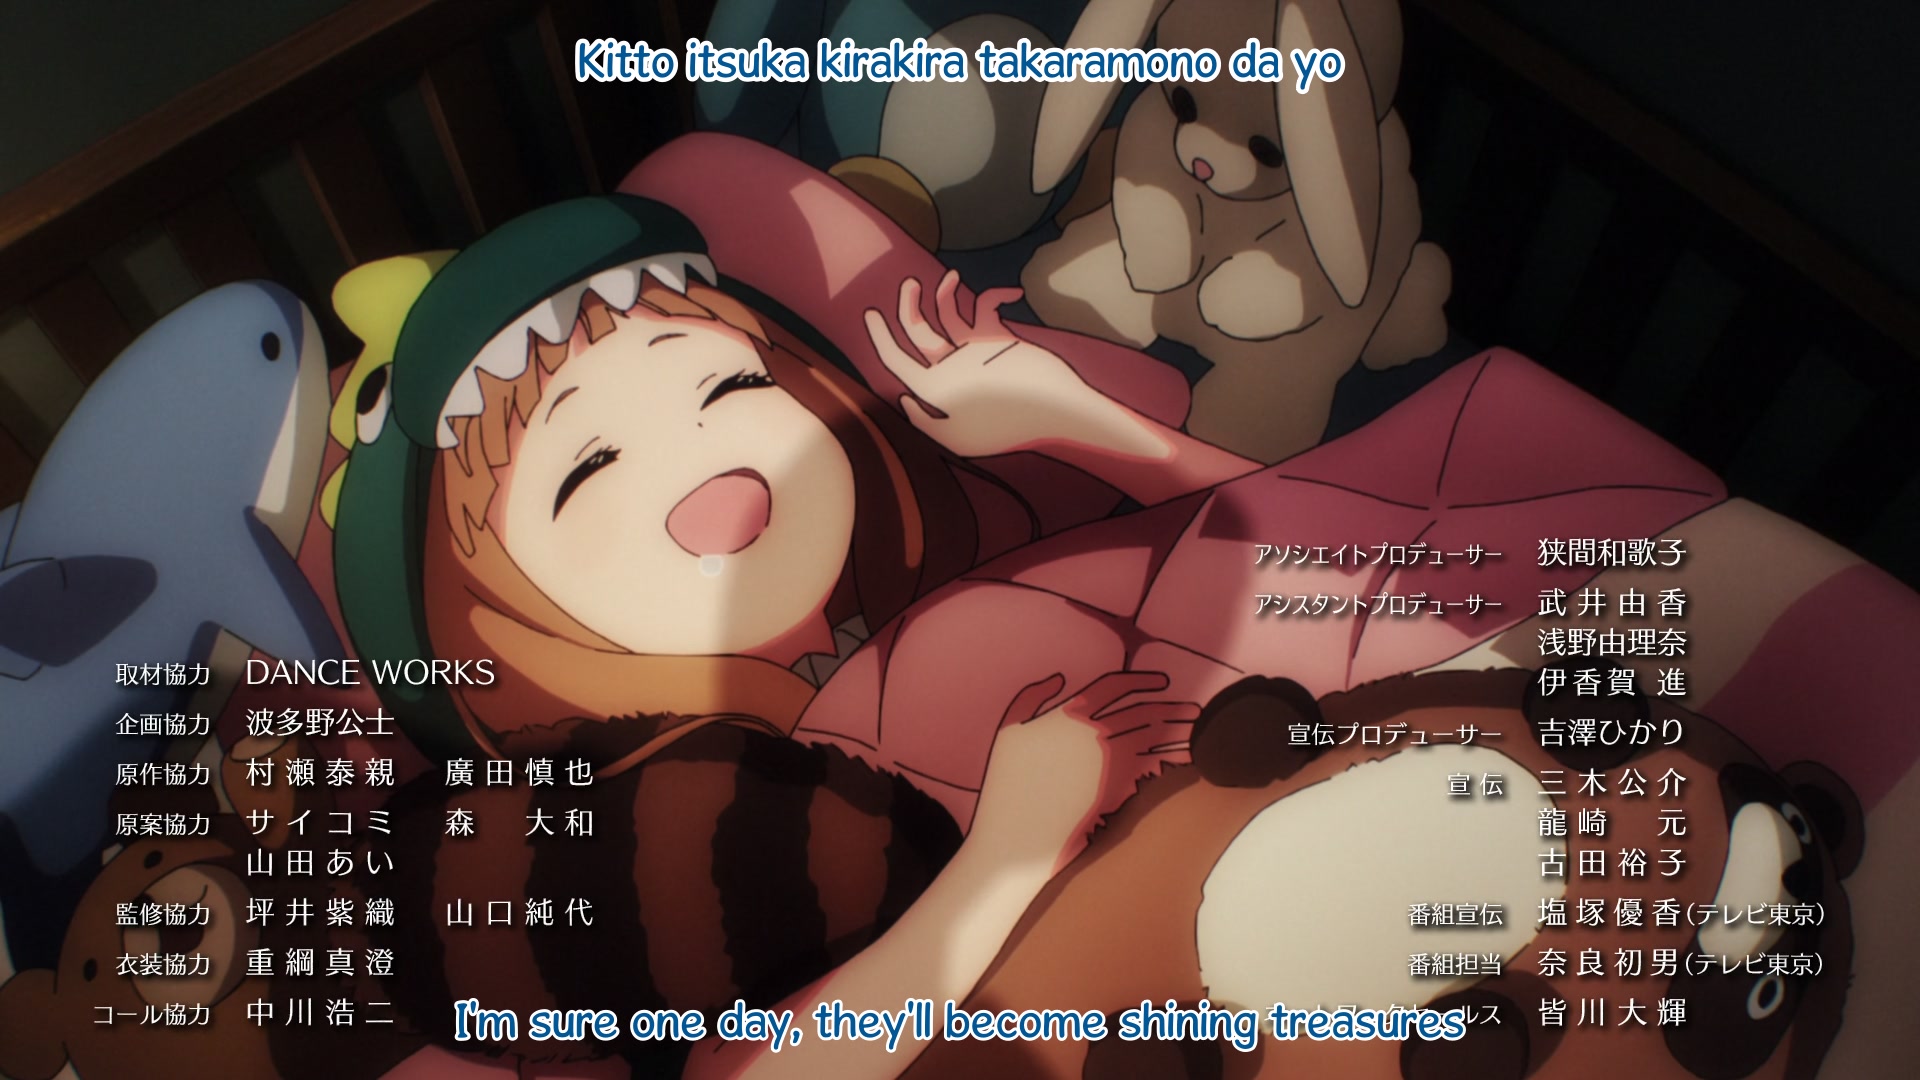 Kitto itsuka kirakira takaramono da yo
取材協力 DANCE WORKS
企画協力 波多野公士
原作協力 村瀬泰親 廣田慎也
原案協力 サイコミ 森 大和
山田あい
監修協力 坪井紫織 山口純代
衣装協力 重綱真澄
コール協力 中川浩二
アソシエイトプロデューサー 狭間和歌子
アシスタントプロデューサー 武井由香
浅野由理奈
伊香賀 進
宣伝プロデューサー 吉澤ひかり
宣伝 三木公介
龍崎 元
古田裕子
番組宣伝 塩塚優香(テレビ東京)
番組担当 奈良初男(テレビ東京)
皆川大輝
I'm sure one day, they'll become shining treasures